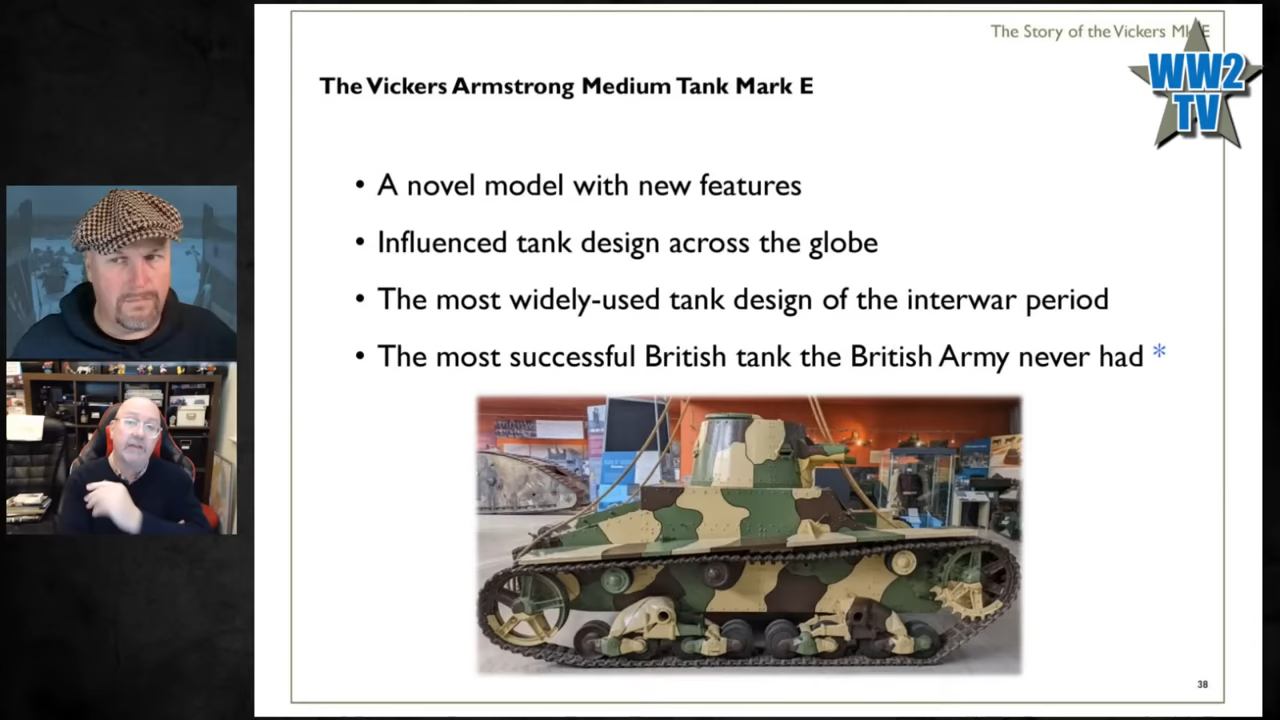 The Story of the Vickers Mk E
WW2
TV
The Vickers Armstrong Medium Tank Mark E
• A novel model with new features
• Influenced tank design across the globe
• The most widely-used tank design of the interwar period
• The most successful British tank the British Army never had *
38